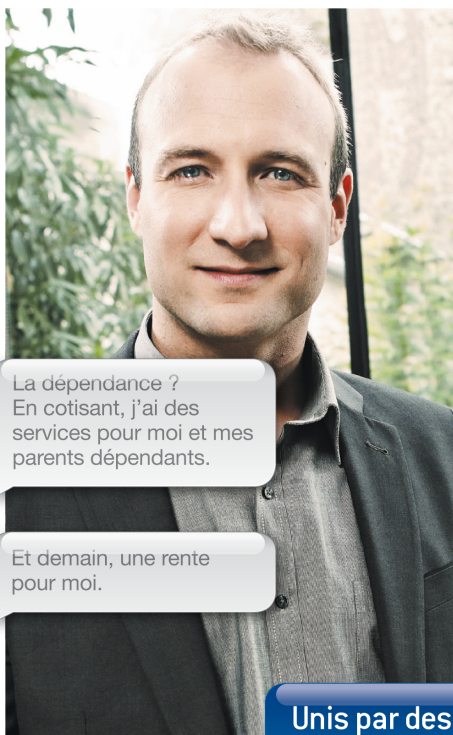 La dépendance ?
En cotisant, j’ai des
services pour moi et mes
parents dépendants.
Et demain, une rente
pour moi.
Unis par des